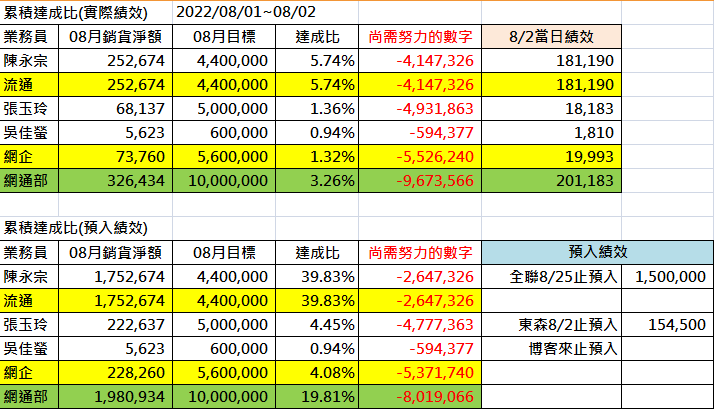 累積達成比(實際績效) 2022/08/01~08/02
業務員 08月銷貨淨額 08月目標 達成比 尚需努力的數字 8/2當日績效
陳永宗 252,674 4,400,000 5.74% -4,147,326 181,190
流通 252,674 4,400,000 5.74% -4,147,326 181,190
張玉玲 68,137 5,000,000 1.36% -4,931,863 18,183
吳佳螢 5,623 600,000 0.94% -594,377 1,810
網企 73,760 5,600,000 1.32% -5,526,240 19,993
網通部 326,434 10,000,000 3.26% -9,673,566 201,183
累積達成比(預入績效)
業務員 08月銷貨淨額 08月目標 達成比 尚需努力的數字 預入績效
陳永宗 1,752,674 4,400,000 39.83% -2,647,326 全聯8/25止預入 1,500,000
流通 1,752,674 4,400,000 39.83% -2,647,326
張玉玲 222,637 5,000,000 4.45% -4,777,363 東森8/2止預入 154,500
吳佳螢 5,623 600,000 0.94% -594,377 博客來止預入
網企 228,260 5,600,000 4.08% -5,371,740
網通部 1,980,934 10,000,000 19.81% -8,019,066